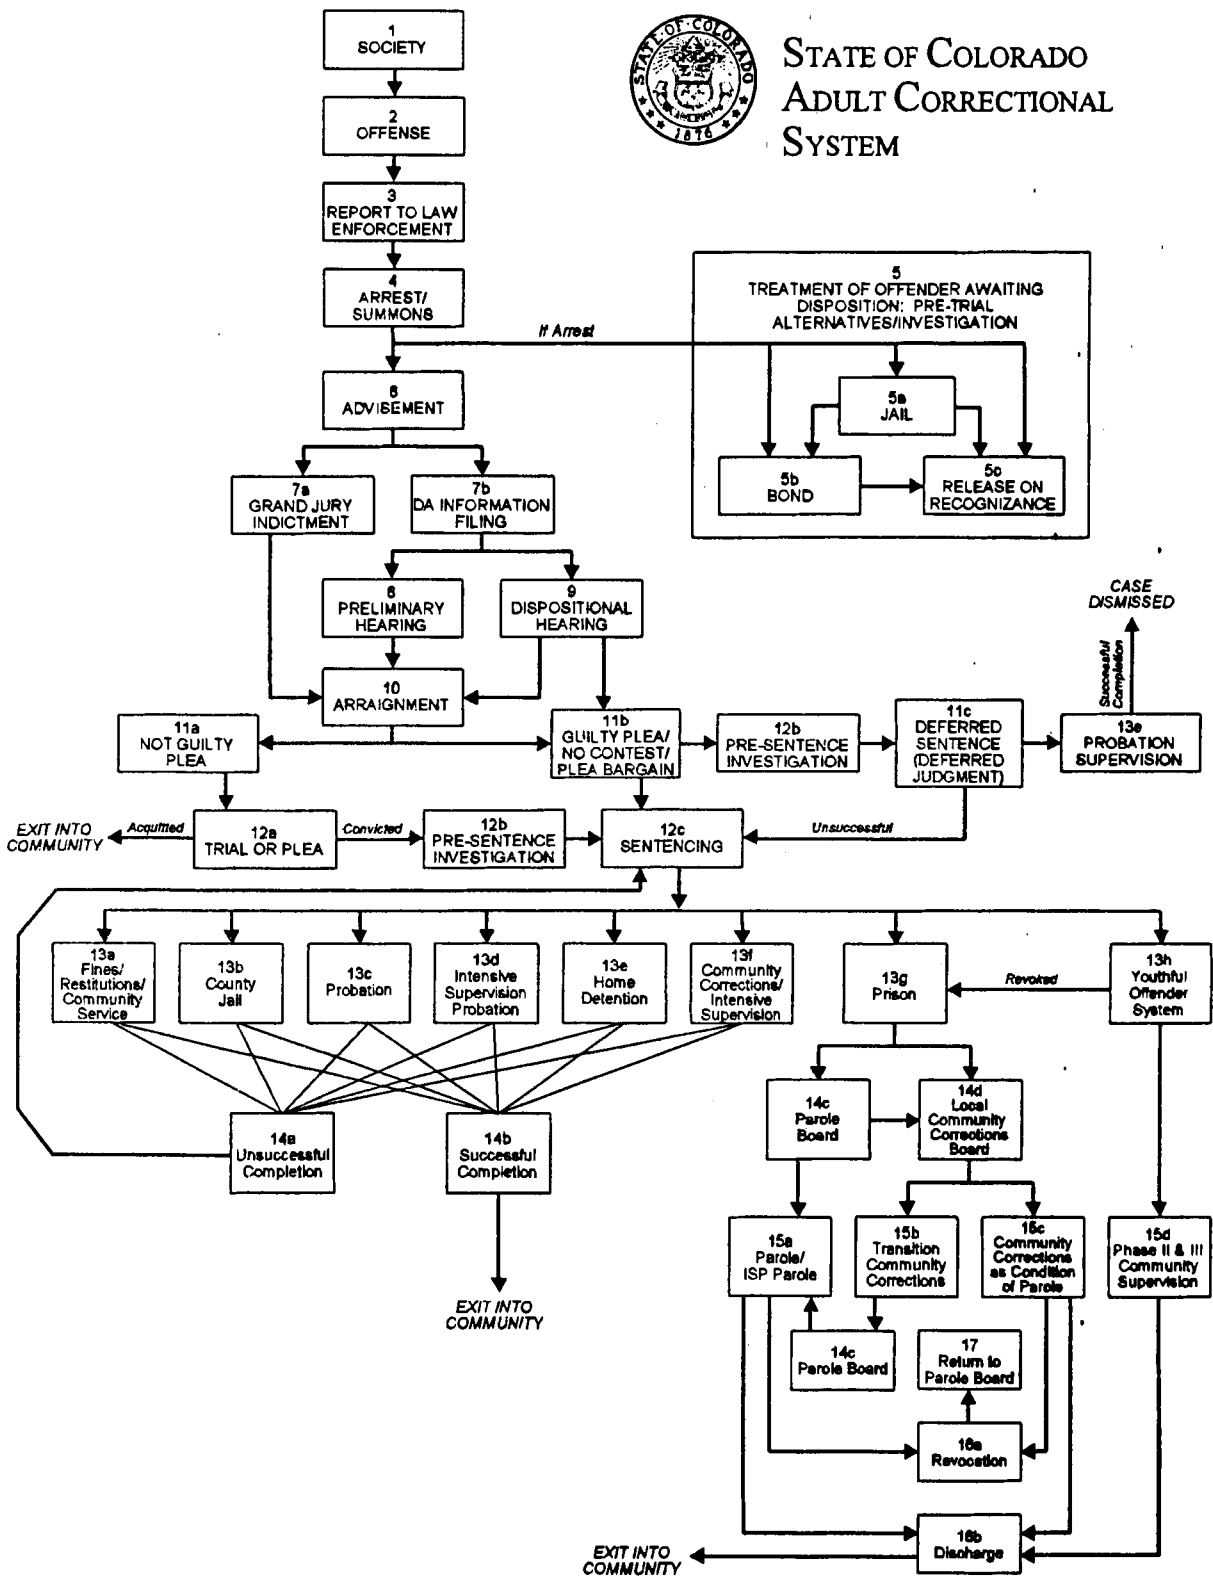 STATE OF COLORADO
1876
STATE OF COLORADO
ADULT CORRECTIONAL
SYSTEM
1
SOCIETY
2
OFFENSE
3
REPORT TO LAW
ENFORCEMENT
4
ARREST/
SUMMONS
If Arrest
5
TREATMENT OF OFFENDER AWAITING
DISPOSITION: PRE-TRIAL
ALTERNATIVES/INVESTIGATION
5a
JAIL
5b
BOND
5c
RELEASE ON
RECOGNIZANCE
6
ADVISEMENT
7a
GRAND JURY
INDICTMENT
7b
DA INFORMATION
FILING
8
PRELIMINARY
HEARING
9
DISPOSITIONAL
HEARING
CASE
DISMISSED
Successful
Completion
10
ARRAIGNMENT
11a
NOT GUILTY
PLEA
11b
GUILTY PLEA/
NO CONTEST/
PLEA BARGAIN
12b
PRE-SENTENCE
INVESTIGATION
11c
DEFERRED
SENTENCE
(DEFERRED
JUDGMENT)
13e
PROBATION
SUPERVISION
EXIT INTO
COMMUNITY
Acquitted
12a
TRIAL OR PLEA
Convicted
12b
PRE-SENTENCE
INVESTIGATION
12c
SENTENCING
Unsuccessful
13a
Fines/
Restitutions/
Community
Service
13b
County
Jail
13c
Probation
13d
Intensive
Supervision
Probation
13e
Home
Detention
13f
Community
Corrections/
Intensive
Supervision
13g
Prison
Revoked
13h
Youthful
Offender
System
14a
Unsuccessful
Completion
14b
Successful
Completion
14c
Parole
Board
14d
Local
Community
Corrections
Board
15a
Parole/
ISP Parole
15b
Transition
Community
Corrections
15c
Community
Corrections
as Condition
of Parole
15d
Phase II & III
Community
Supervision
EXIT INTO
COMMUNITY
14c
Parole Board
17
Return to
Parole Board
16a
Revocation
16b
Discharge
EXIT INTO
COMMUNITY